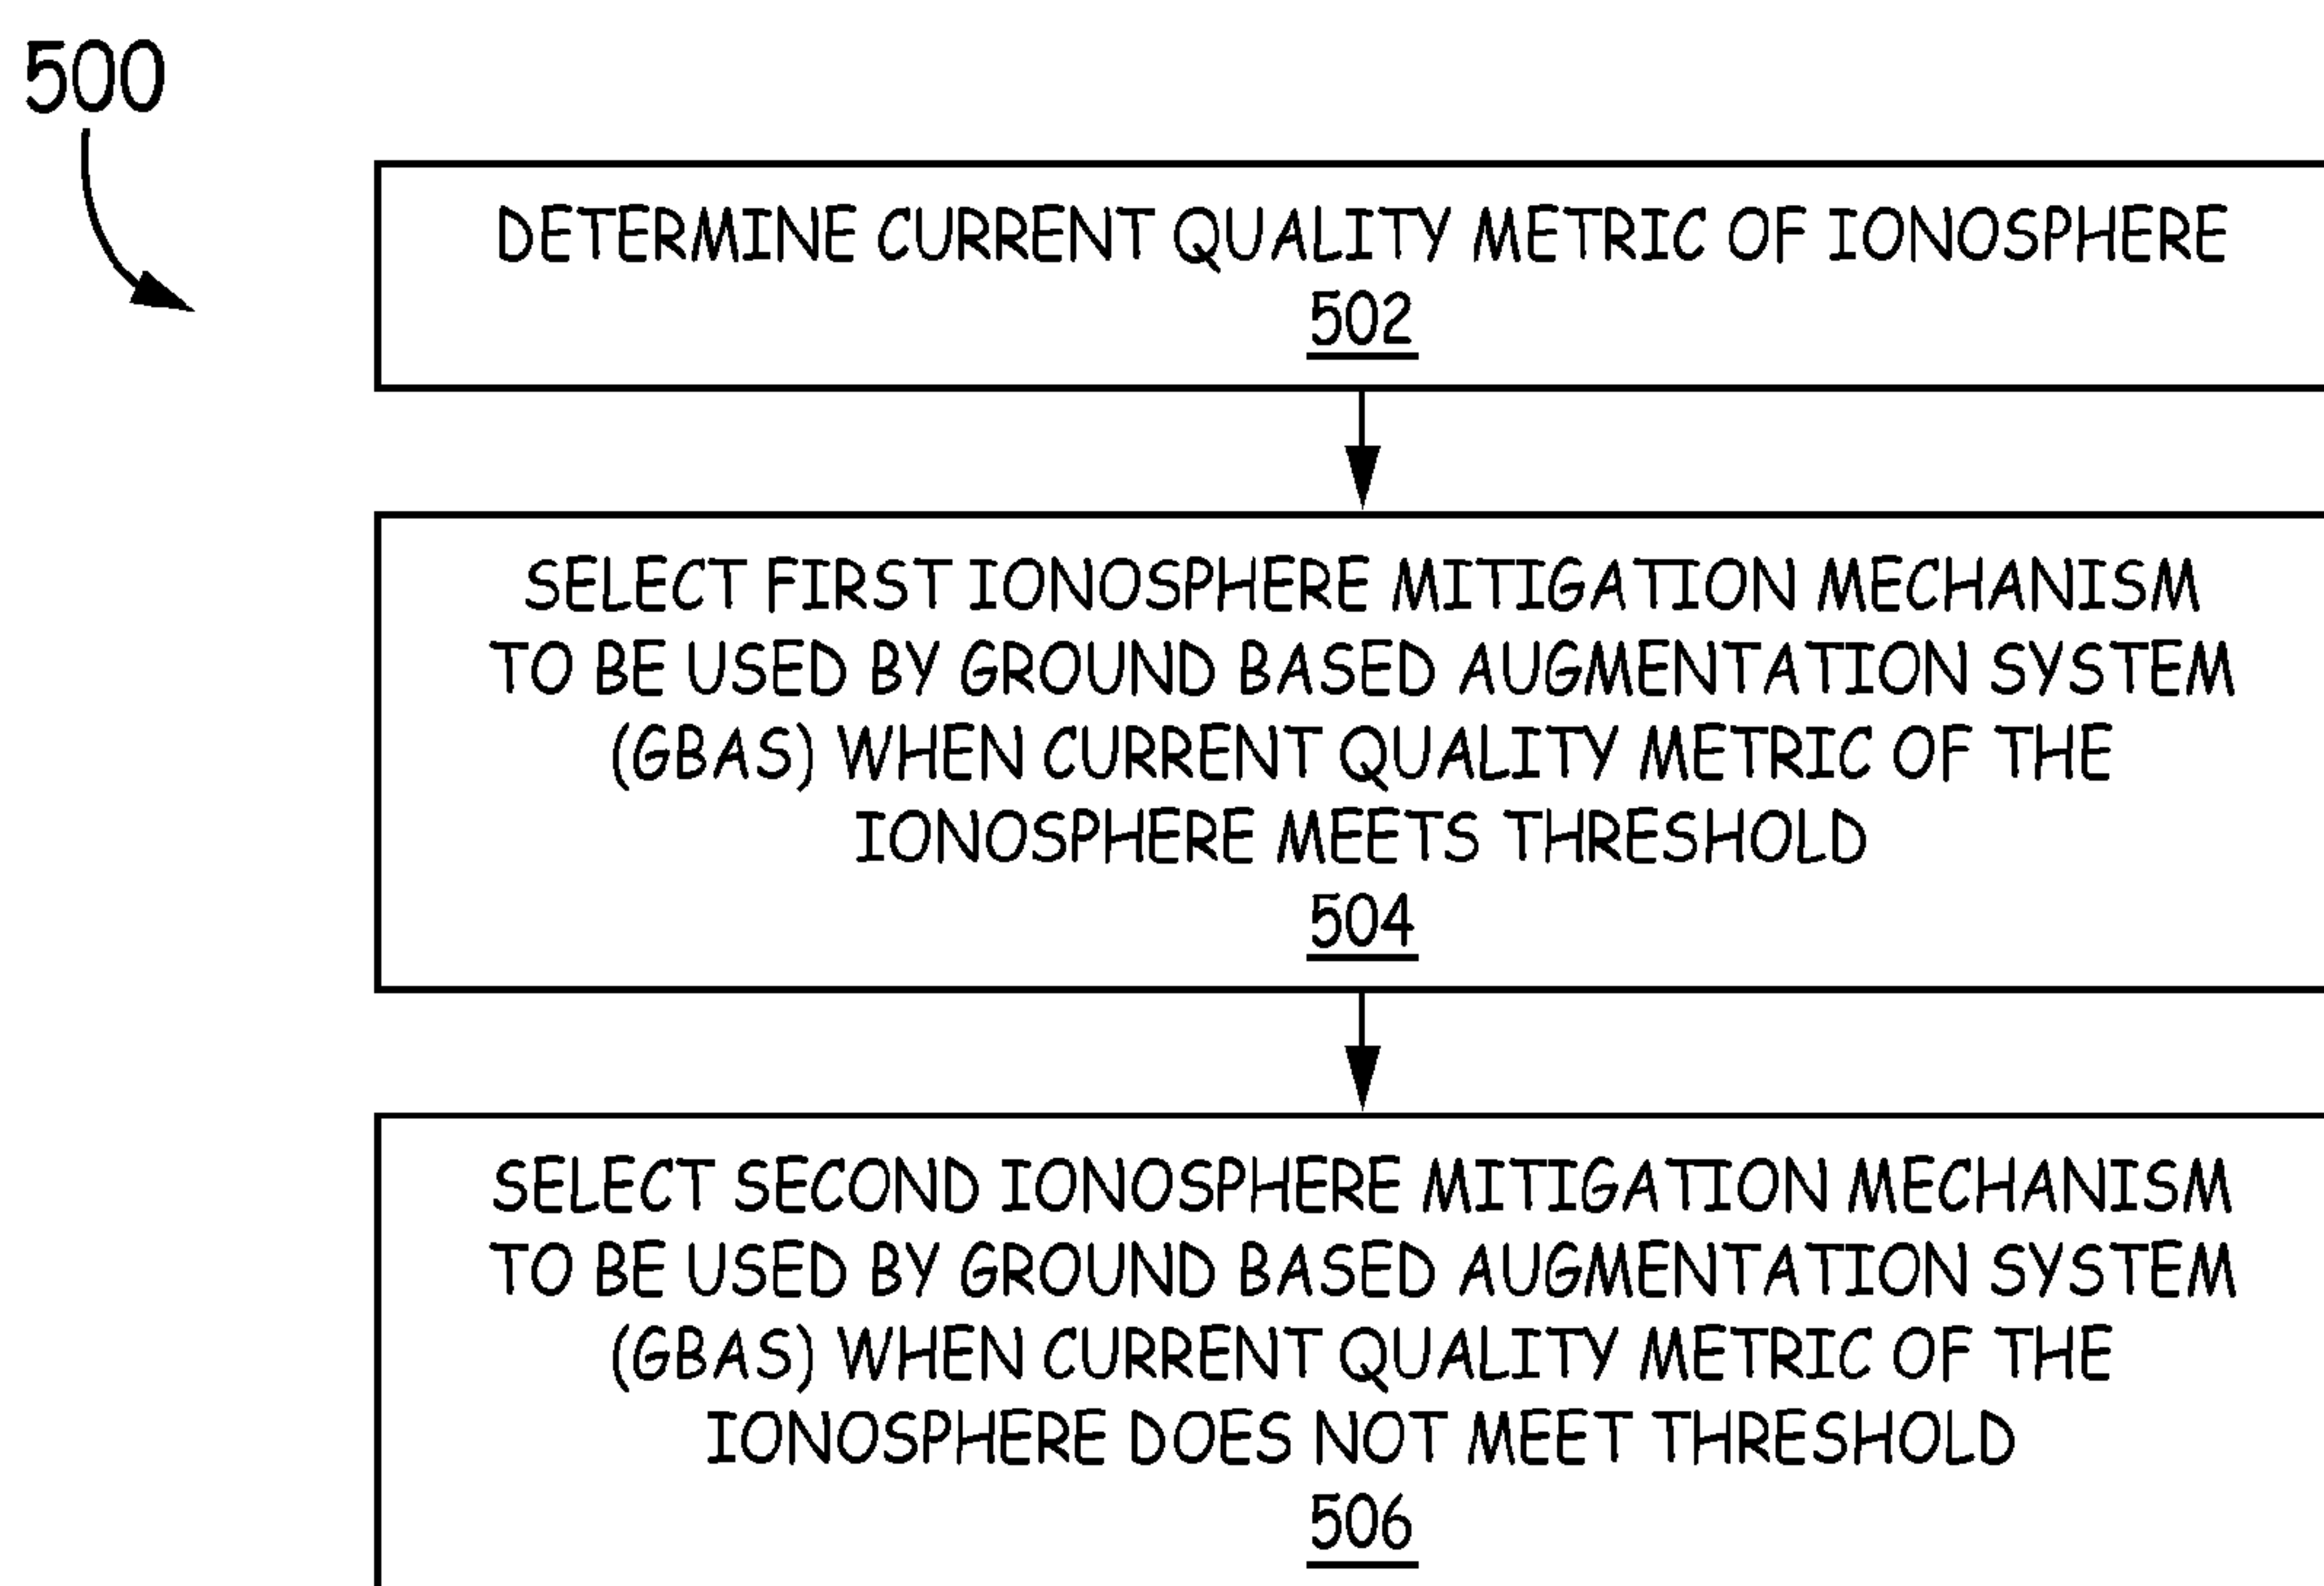 500
DETERMINE CURRENT QUALITY METRIC OF IONOSPHERE
502
SELECT FIRST IONOSPHERE MITIGATION MECHANISM
TO BE USED BY GROUND BASED AUGMENTATION SYSTEM
(GBAS) WHEN CURRENT QUALITY METRIC OF THE
IONOSPHERE MEETS THRESHOLD
504
SELECT SECOND IONOSPHERE MITIGATION MECHANISM
TO BE USED BY GROUND BASED AUGMENTATION SYSTEM
(GBAS) WHEN CURRENT QUALITY METRIC OF THE
IONOSPHERE DOES NOT MEET THRESHOLD
506